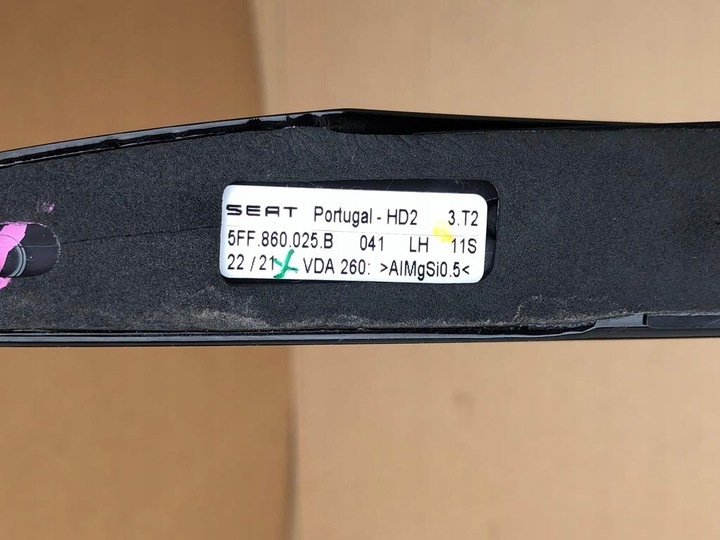 SEAT Portugal - HD2 3.T2
5FF.860.025.B 041 LH 11S
22 / 21 VDA 260: >AlMgSi0.5<